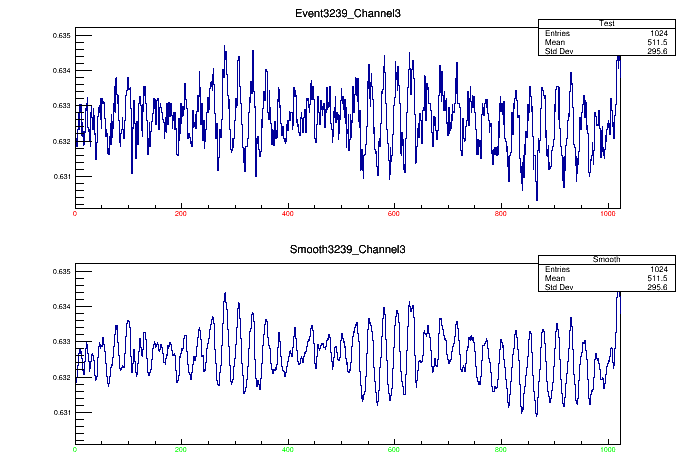 Event3239_Channel3
Test
Entries 1024
Mean 511.5
Std Dev 295.6
0.635
0.634
0.633
0.632
0.631
0 200 400 600 800 1000
Smooth3239_Channel3
Smooth
Entries 1024
Mean 511.5
Std Dev 295.6
0.635
0.634
0.633
0.632
0.631
0 200 400 600 800 1000